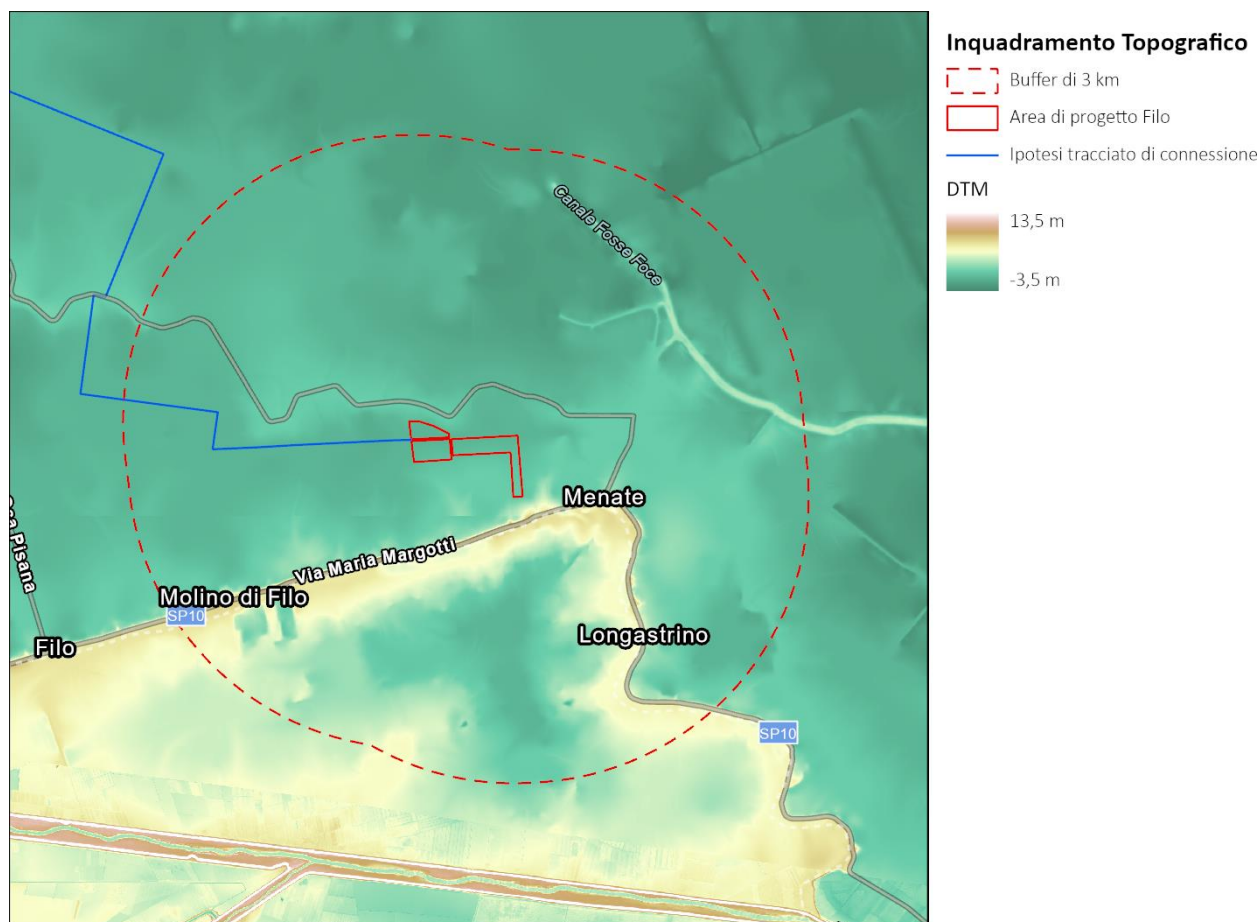 Inquadramento Topografico
Buffer di 3 km
Area di progetto Filo
Ipotesi tracciato di connessione
DTM
13,5 m
-3,5 m
Canale Fosse Foce
Menate
Via Maria Margotti
Molino di Filo
SP10
Pisana
Filo
Longastrino
SP10